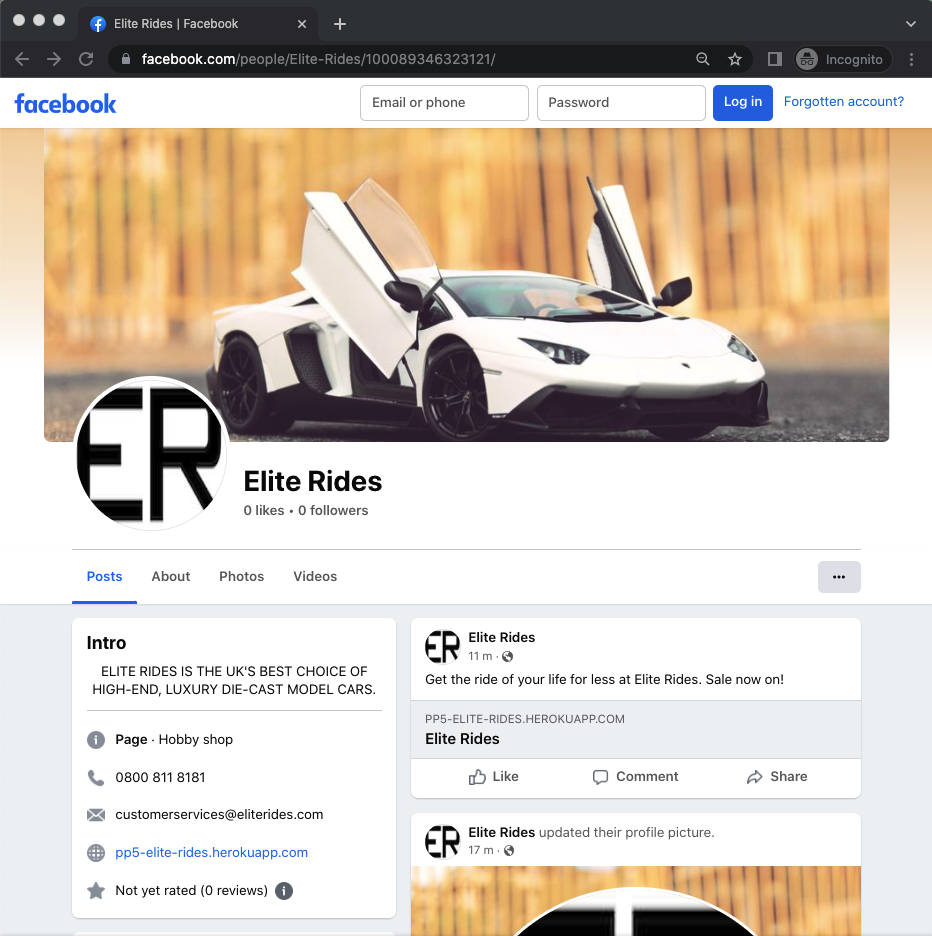 Elite Rides | Facebook
facebook.com/people/Elite-Rides/100089346323121/
Incognito
facebook
Email or phone
Password
Log in
Forgotten account?
ER
Elite Rides
0 likes • 0 followers
Posts
About
Photos
Videos
Intro
ELITE RIDES IS THE UK'S BEST CHOICE OF
HIGH-END, LUXURY DIE-CAST MODEL CARS.
Page · Hobby shop
0800 811 8181
customerservices@eliterides.com
pp5-elite-rides.herokuapp.com
Not yet rated (0 reviews)
ER
Elite Rides
11 m ·
Get the ride of your life for less at Elite Rides. Sale now on!
PP5-ELITE-RIDES.HEROKUAPP.COM
Elite Rides
Like
Comment
Share
ER
Elite Rides updated their profile picture.
17 m ·